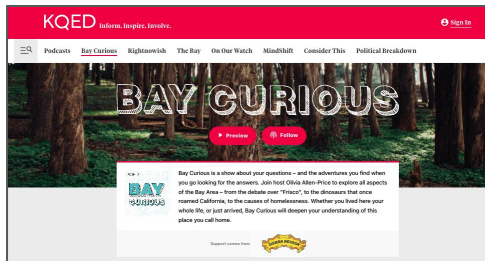 KQED Inform. Inspire. Involve.
Sign In
Podcasts Bay Curious Rightnowish The Bay On Our Watch MindShift Consider This Political Breakdown
BAY CURIOUS
Preview Follow
KQED
BAY
CURIOUS
Bay Curious is a show about your questions – and the adventures you find when
you go looking for the answers. Join host Olivia Allen-Price to explore all aspects
of the Bay Area – from the debate over "Frisco", to the dinosaurs that once
roamed California, to the causes of homelessness. Whether you lived here your
whole life, or just arrived, Bay Curious will deepen your understanding of this
place you call home.
Support comes from
SIERRA NEVADA